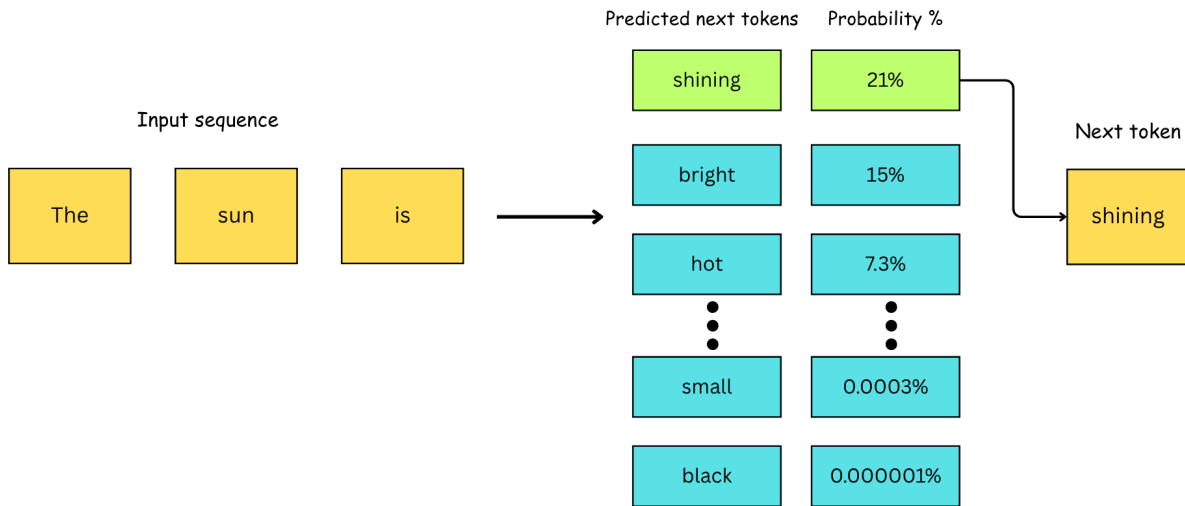 Predicted next tokens Probability %
shining 21%
Input sequence
Next token
bright 15%
The sun is
shining
hot 7.3%
small 0.0003%
black 0.000001%